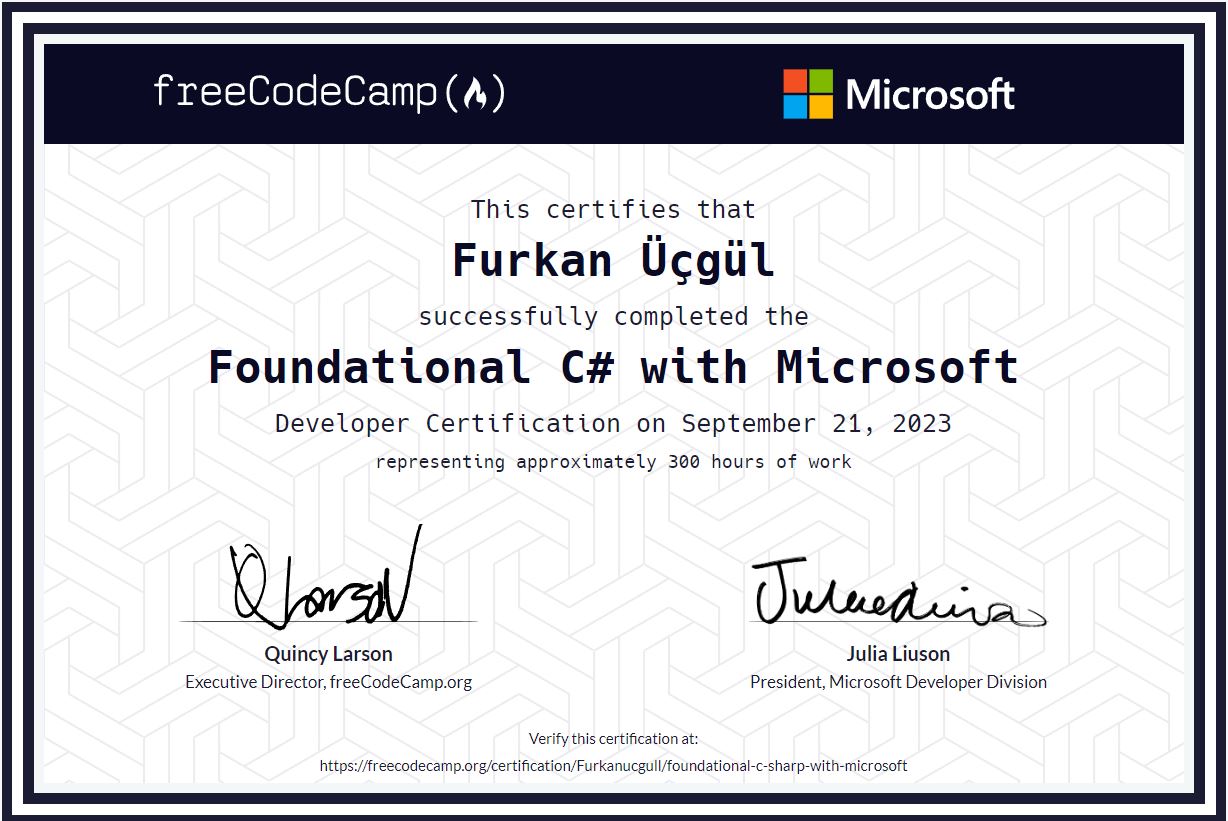 freeCodeCamp(🔥) Microsoft
This certifies that
Furkan Üçgül
successfully completed the
Foundational C# with Microsoft
Developer Certification on September 21, 2023
representing approximately 300 hours of work
Quincy Larson
Executive Director, freeCodeCamp.org
Julia Liuson
President, Microsoft Developer Division
Verify this certification at:
https://freecodecamp.org/certification/Furkanucgull/foundational-c-sharp-with-microsoft